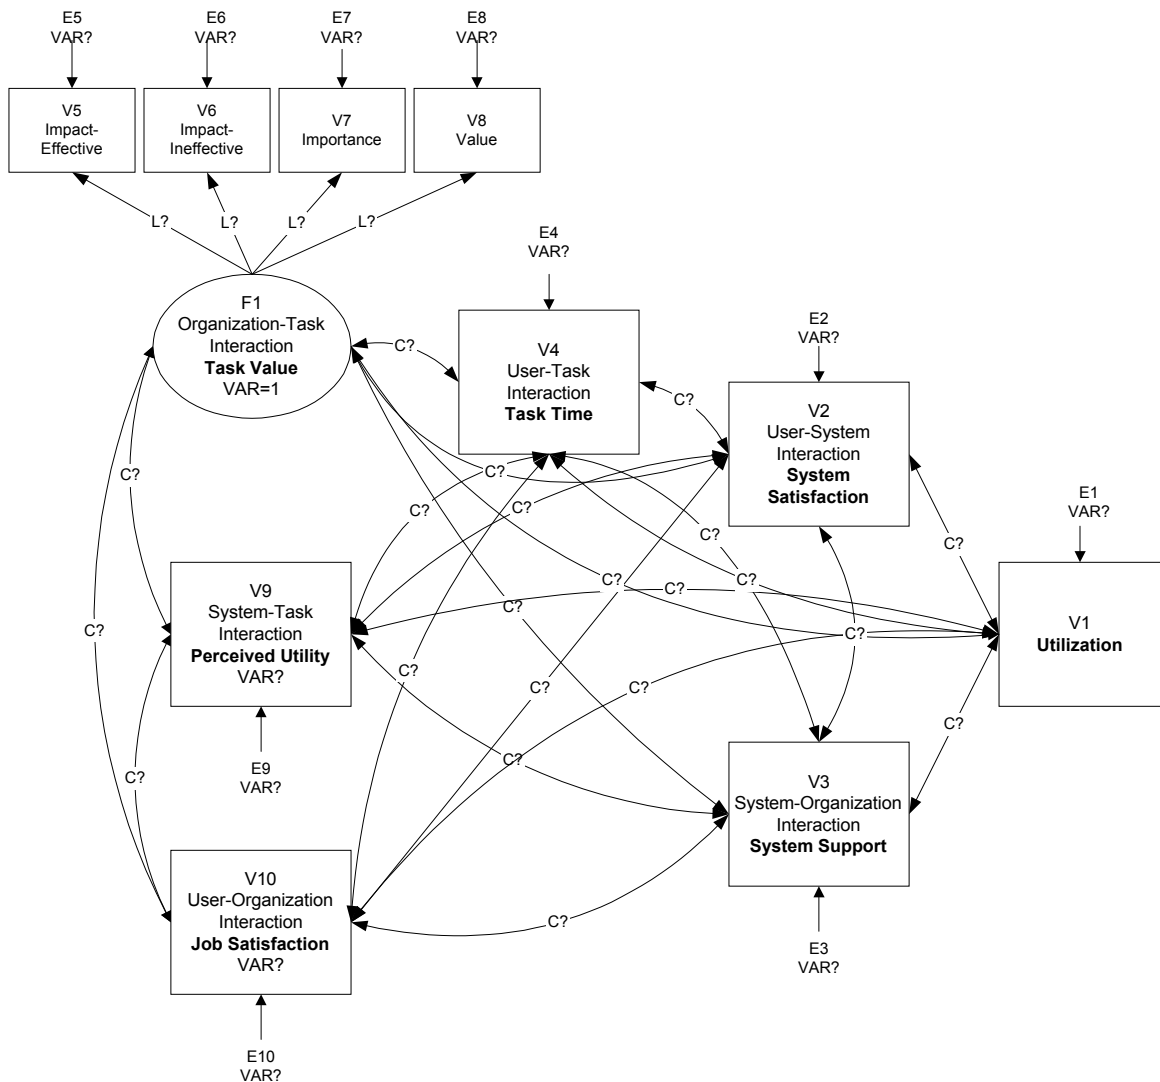 E5
VAR?
E6
VAR?
E7
VAR?
E8
VAR?
V5
Impact-
Effective
V6
Impact-
Ineffective
V7
Importance
V8
Value
L?
L?
L?
L?
E4
VAR?
F1
Organization-Task
Interaction
Task Value
VAR=1
C?
V4
User-Task
Interaction
Task Time
E2
VAR?
C?
V2
User-System
Interaction
System
Satisfaction
C?
C?
C?
C?
E1
VAR?
C?
V9
System-Task
Interaction
Perceived Utility
VAR?
C?
C?
C?
C?
C?
V1
Utilization
C?
C?
C?
C?
C?
C?
E9
VAR?
C?
C?
V3
System-Organization
Interaction
System Support
V10
User-Organization
Interaction
Job Satisfaction
VAR?
C?
E3
VAR?
E10
VAR?